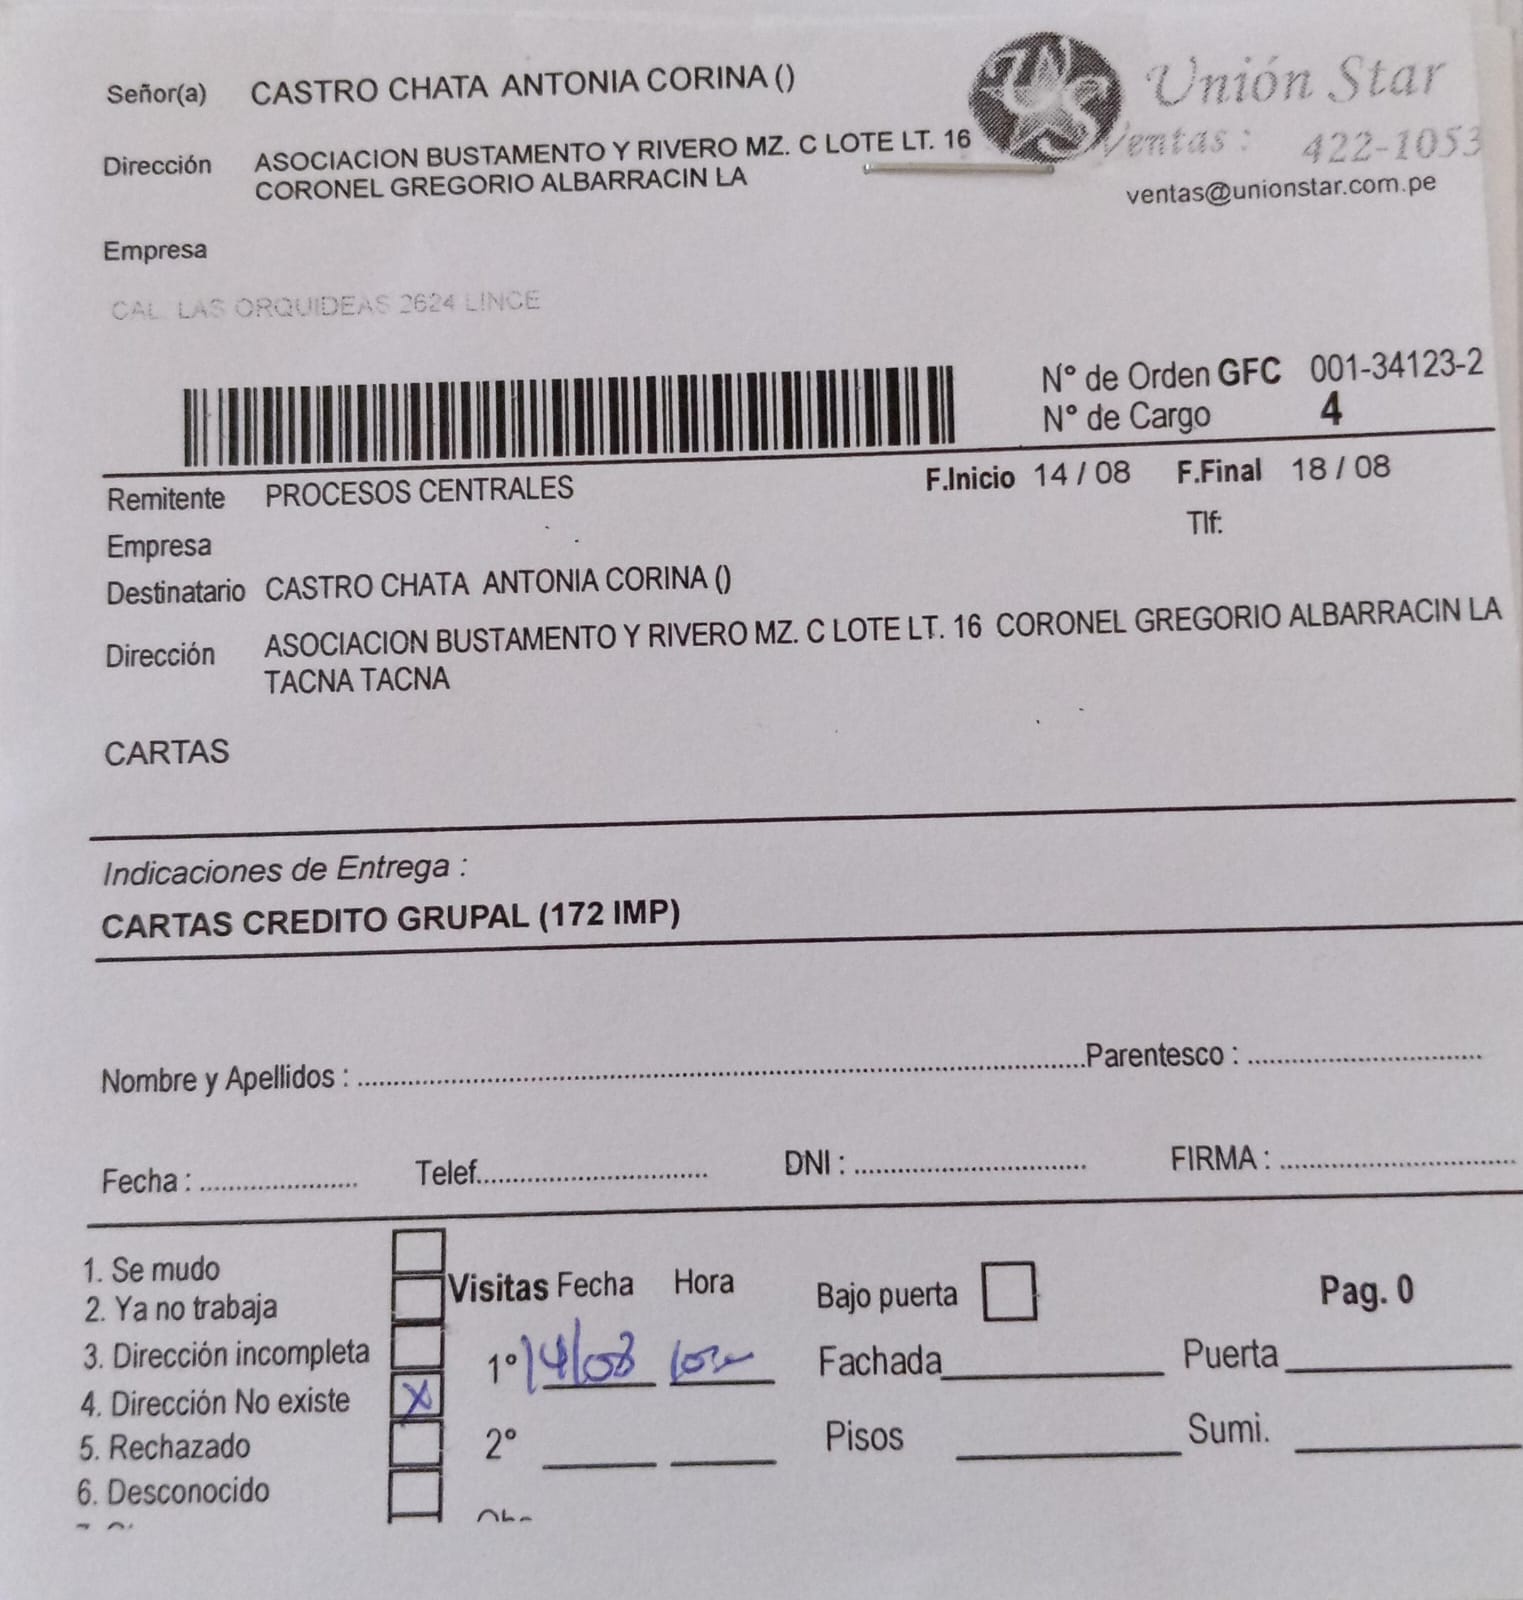 Señor(a) CASTRO CHATA ANTONIA CORINA ()
Unión Star
Ventas : 422-1053
ventas@unionstar.com.pe
Dirección ASOCIACION BUSTAMENTO Y RIVERO MZ. C LOTE LT. 16
CORONEL GREGORIO ALBARRACIN LA
Empresa
CAL. LAS ORQUIDEAS 2624 LINCE
N° de Orden GFC 001-34123-2
N° de Cargo 4
Remitente PROCESOS CENTRALES F.Inicio 14 / 08 F.Final 18 / 08
Tlf:
Empresa
Destinatario CASTRO CHATA ANTONIA CORINA ()
Dirección ASOCIACION BUSTAMENTO Y RIVERO MZ. C LOTE LT. 16 CORONEL GREGORIO ALBARRACIN LA
TACNA TACNA
CARTAS
Indicaciones de Entrega :
CARTAS CREDITO GRUPAL (172 IMP)
Nombre y Apellidos : Parentesco :
Fecha : Telef. DNI : FIRMA :
1. Se mudo
2. Ya no trabaja
3. Dirección incompleta
4. Dirección No existe X
5. Rechazado
6. Desconocido
Visitas Fecha Hora
1° 14/08
2°
Bajo puerta Pag. 0
Fachada Puerta
Pisos Sumi.